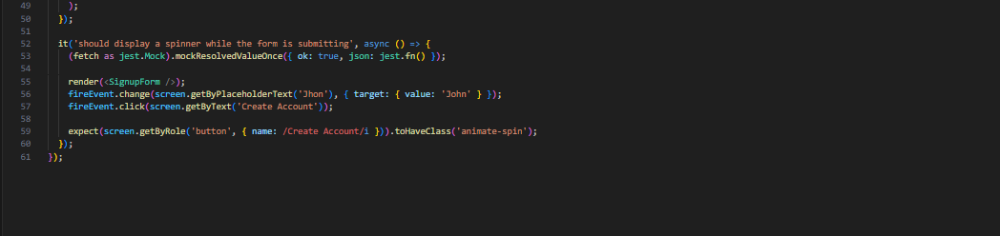 49 );
50 });
51
52 it('should display a spinner while the form is submitting', async () => {
53 (fetch as jest.Mock).mockResolvedValueOnce({ ok: true, json: jest.fn() });
54
55 render(<SignupForm />);
56 fireEvent.change(screen.getByPlaceholderText('Jhon'), { target: { value: 'John' } });
57 fireEvent.click(screen.getByText('Create Account'));
58
59 expect(screen.getByRole('button', { name: /Create Account/i })).toHaveClass('animate-spin');
60 });
61 });